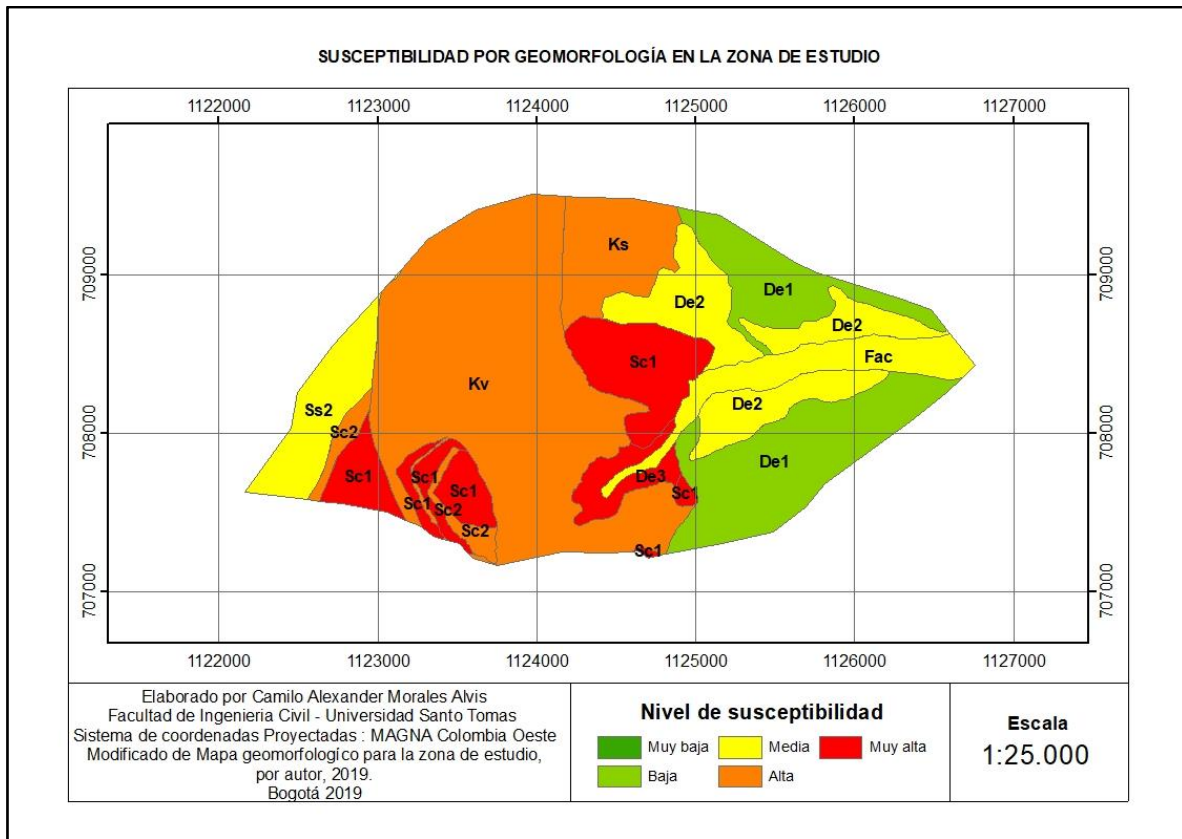 SUSCEPTIBILIDAD POR GEOMORFOLOGÍA EN LA ZONA DE ESTUDIO
1122000 1123000 1124000 1125000 1126000 1127000
709000 709000
708000 708000
707000 707000
Ks
De2
De1
De2
Sc1
Fac
Kv
De2
Ss2
Sc2
De1
Sc1
Sc1
De3
Sc1
Sc1
Sc1
Sc2
Sc2
Sc1
1122000 1123000 1124000 1125000 1126000 1127000
Elaborado por Camilo Alexander Morales Alvis
Facultad de Ingenieria Civil - Universidad Santo Tomas
Sistema de coordenadas Proyectadas : MAGNA Colombia Oeste
Modificado de Mapa geomorfologíco para la zona de estudio,
por autor, 2019.
Bogotá 2019
Nivel de susceptibilidad
Muy baja Media Muy alta
Baja Alta
Escala
1:25.000